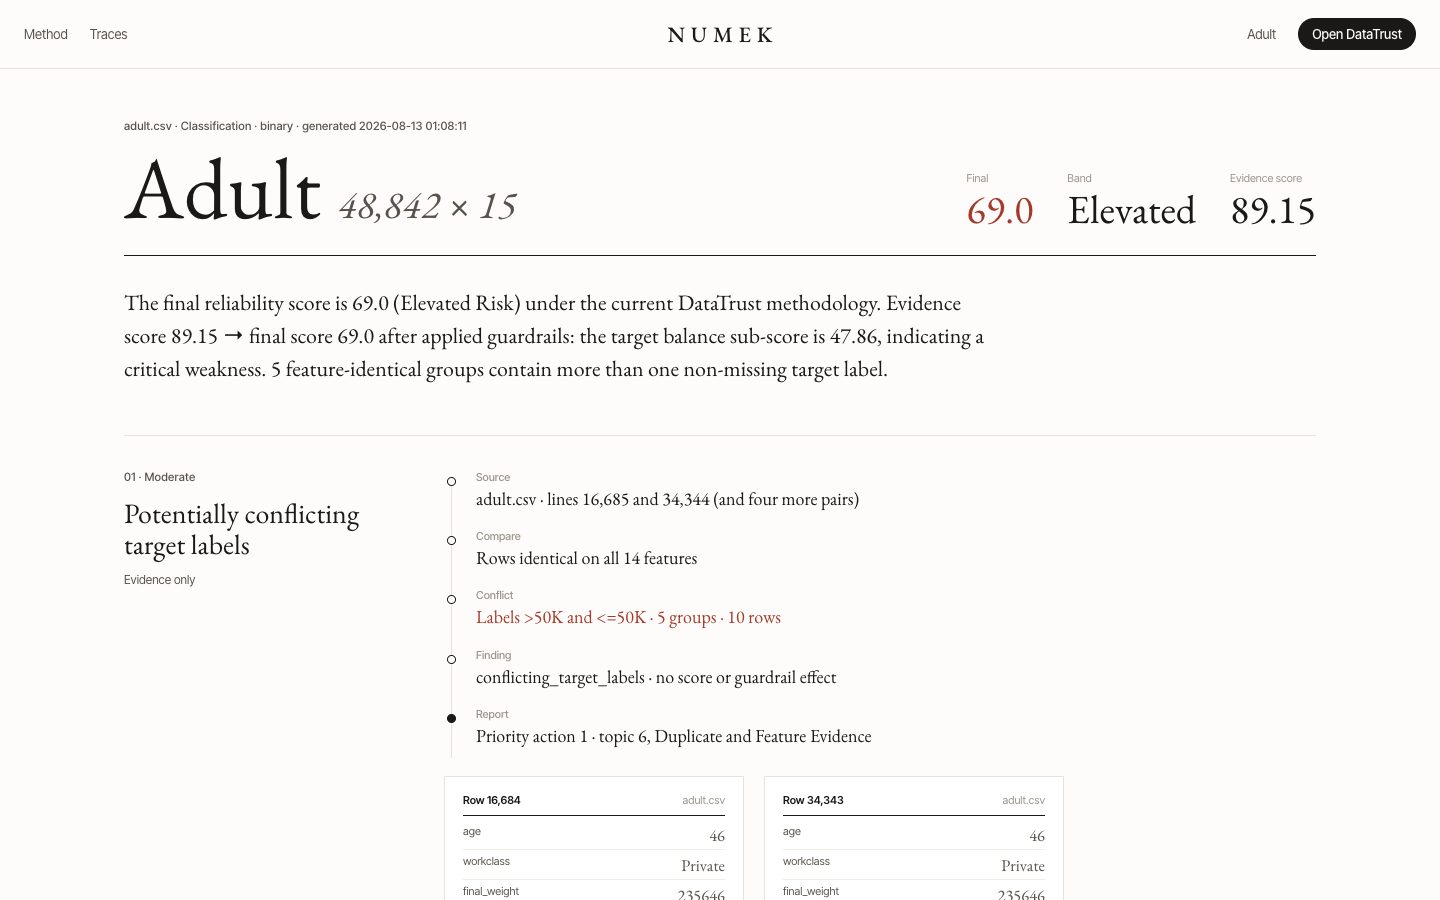 Method Traces NUMEK Adult Open DataTrust
adult.csv · Classification · binary · generated 2026-08-13 01:08:11
Adult 48,842 × 15
Final Band Evidence score
69.0 Elevated 89.15
The final reliability score is 69.0 (Elevated Risk) under the current DataTrust methodology. Evidence
score 89.15 → final score 69.0 after applied guardrails: the target balance sub-score is 47.86, indicating a
critical weakness. 5 feature-identical groups contain more than one non-missing target label.
01 · Moderate
Potentially conflicting
target labels
Evidence only
Source
adult.csv · lines 16,685 and 34,344 (and four more pairs)
Compare
Rows identical on all 14 features
Conflict
Labels >50K and <=50K · 5 groups · 10 rows
Finding
conflicting_target_labels · no score or guardrail effect
Report
Priority action 1 · topic 6, Duplicate and Feature Evidence
Row 16,684 adult.csv
age 46
workclass Private
final_weight 235646
Row 34,343 adult.csv
age 46
workclass Private
final_weight 235646